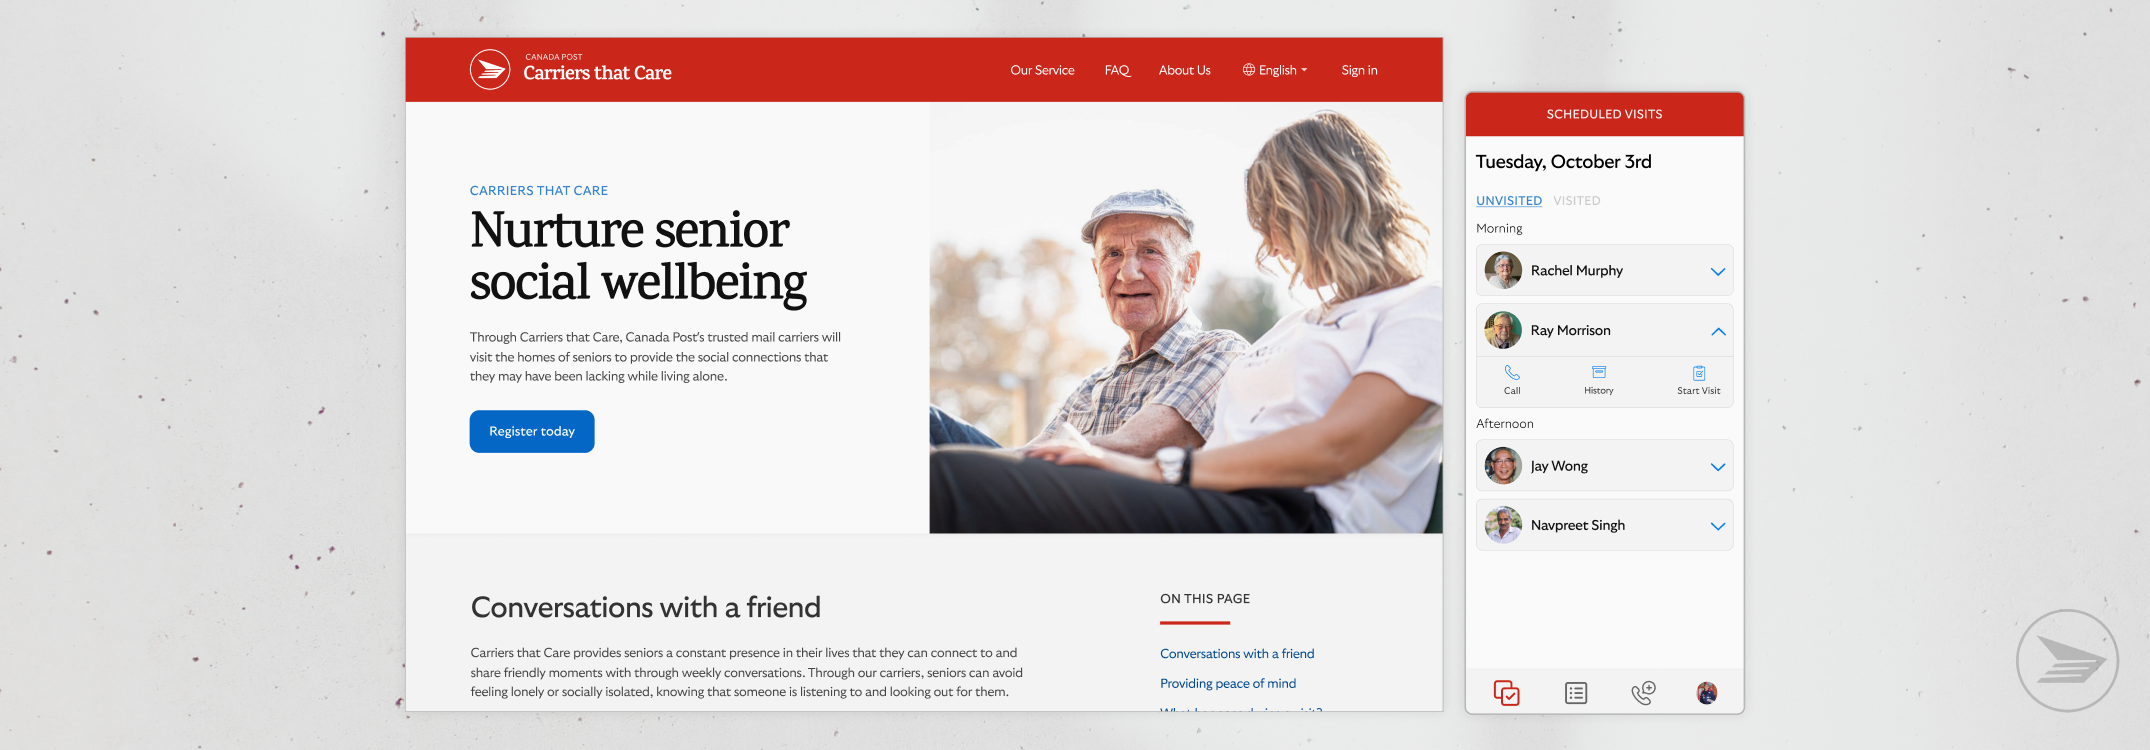 CANADA POST
Carriers that Care
Our Service
FAQ
About Us
English
Sign in
CARRIERS THAT CARE
Nurture senior
social wellbeing
Through Carriers that Care, Canada Post's trusted mail carriers will
visit the homes of seniors to provide the social connections that
they may have been lacking while living alone.
Register today
Conversations with a friend
Carriers that Care provides seniors a constant presence in their lives that they can connect to and
share friendly moments with through weekly conversations. Through our carriers, seniors can avoid
feeling lonely or socially isolated, knowing that someone is listening to and looking out for them.
ON THIS PAGE
Conversations with a friend
Providing peace of mind
SCHEDULED VISITS
Tuesday, October 3rd
UNVISITED VISITED
Morning
Rachel Murphy
Ray Morrison
Call
History
Start Visit
Afternoon
Jay Wong
Navpreet Singh